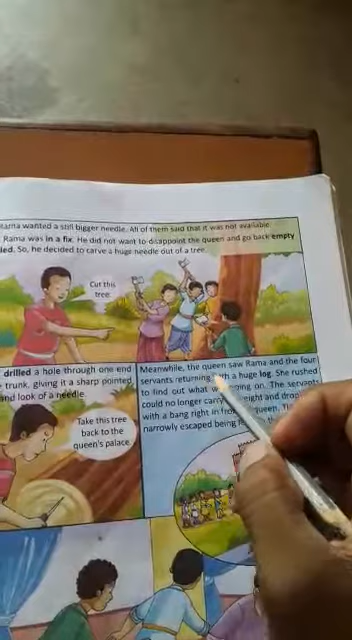 Rama wanted a still bigger needle. All of them said that it was not available.
Rama was in a fix. He did not want to disappoint the queen and go back empty
So, he decided to carve a huge needle out of a tree.
Cut this
tree.
drilled a hole through one end
trunk, giving it a sharp pointed
and look of a needle.
Take this tree
back to the
queen's palace.
Meanwhile, the queen saw Rama and the four
servants returning with a huge log. She rushed
to find out what was going on. The servants
could no longer carry weight and
with a bang right in queen.
narrowly escaped being